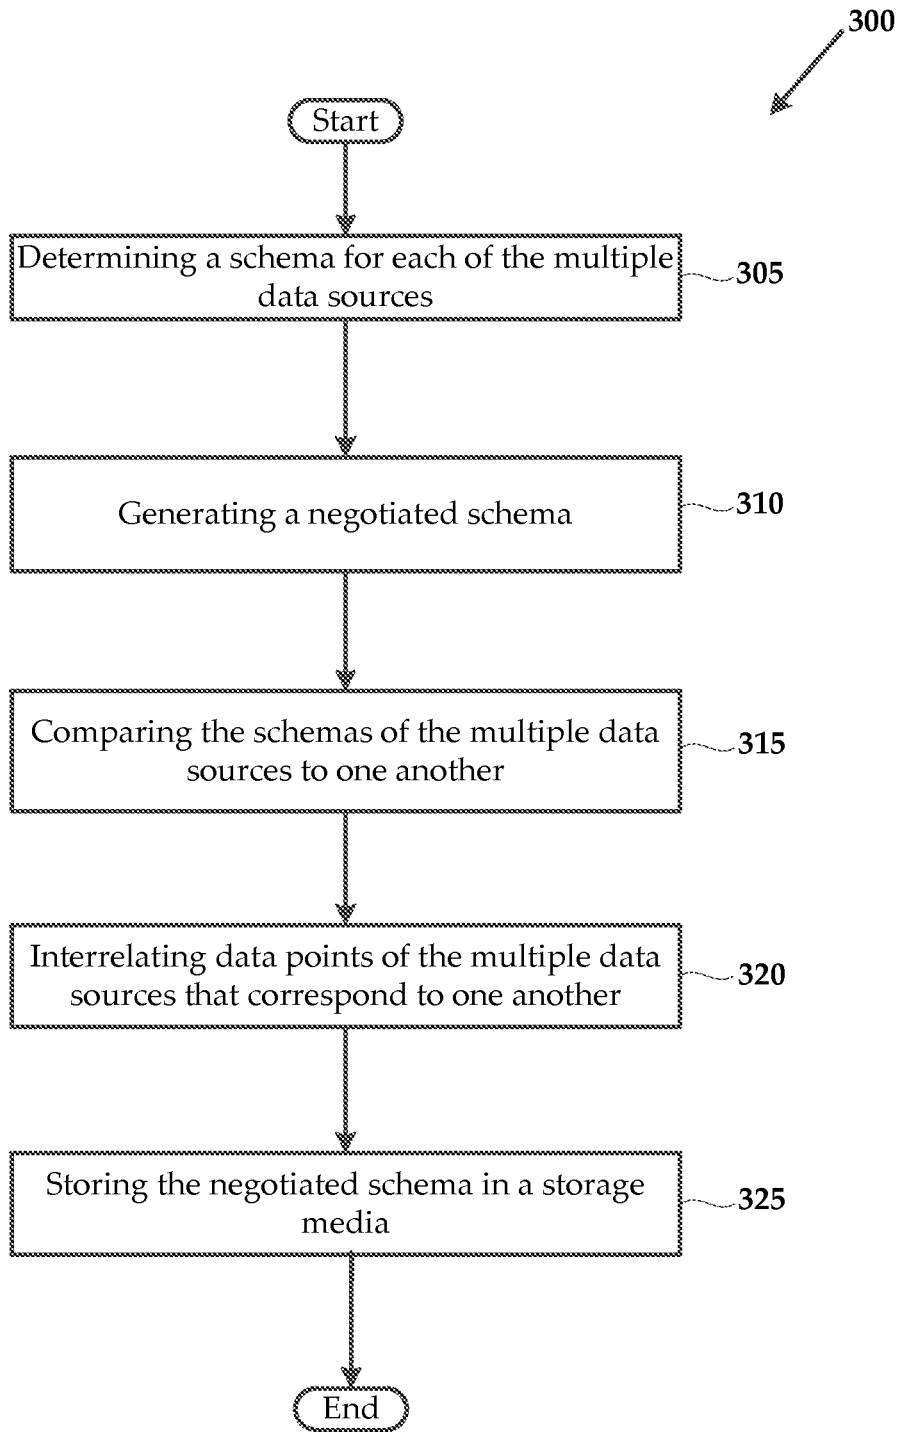 300
Start
Determining a schema for each of the multiple
data sources
305
Generating a negotiated schema
310
Comparing the schemas of the multiple data
sources to one another
315
Interrelating data points of the multiple data
sources that correspond to one another
320
Storing the negotiated schema in a storage
media
325
End